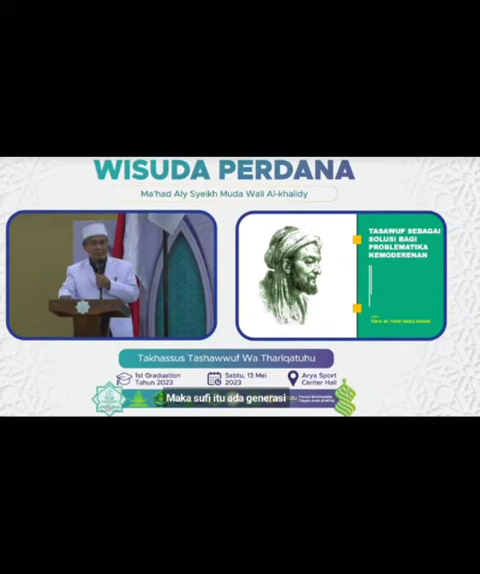 WISUDA PERDANA
Ma'had Aly Syeikh Muda Wali Al-khalidy
TASAWUF SEBAGAI
SOLUSI BAGI
PROBLEMATIKA
KEMODERENAN
Takhassus Tashawwuf Wa Thariqatuhu
1st Graduation
Tahun 2023
Sabtu, 13 Mei
2023
Arya Sport
Center Hall
Maka sufi itu ada generasi